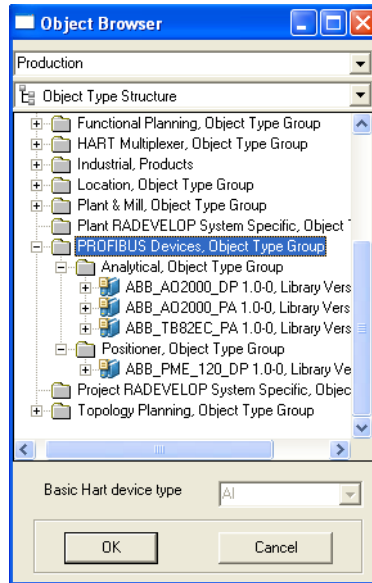 Object Browser
Production
Object Type Structure
Functional Planning, Object Type Group
HART Multiplexer, Object Type Group
Industrial, Products
Location, Object Type Group
Plant & Mill, Object Type Group
Plant RADEVELOP System Specific, Object
PROFIBUS Devices, Object Type Group
Analytical, Object Type Group
ABB_AO2000_DP 1.0-0, Library Vers
ABB_AO2000_PA 1.0-0, Library Vers
ABB_TB82EC_PA 1.0-0, Library Vers
Positioner, Object Type Group
ABB_PME_120_DP 1.0-0, Library Ve
Project RADEVELOP System Specific, Objec
Topology Planning, Object Type Group
Basic Hart device type
AI
OK
Cancel